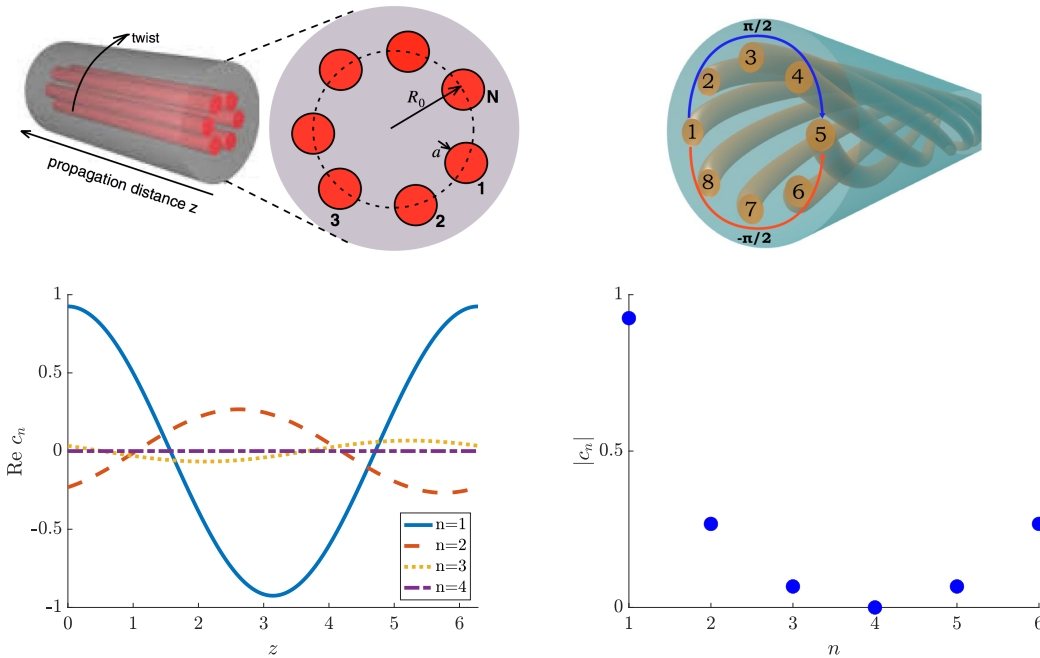 twist
propagation distance z
R₀
a
N
1
2
3
π/2
1
2
3
4
5
6
7
8
-π/2
1
0.5
0
-0.5
-1
Re cₙ
0 1 2 3 4 5 6
z
n=1
n=2
n=3
n=4
1
0.5
0
|cₙ|
1 2 3 4 5 6
n